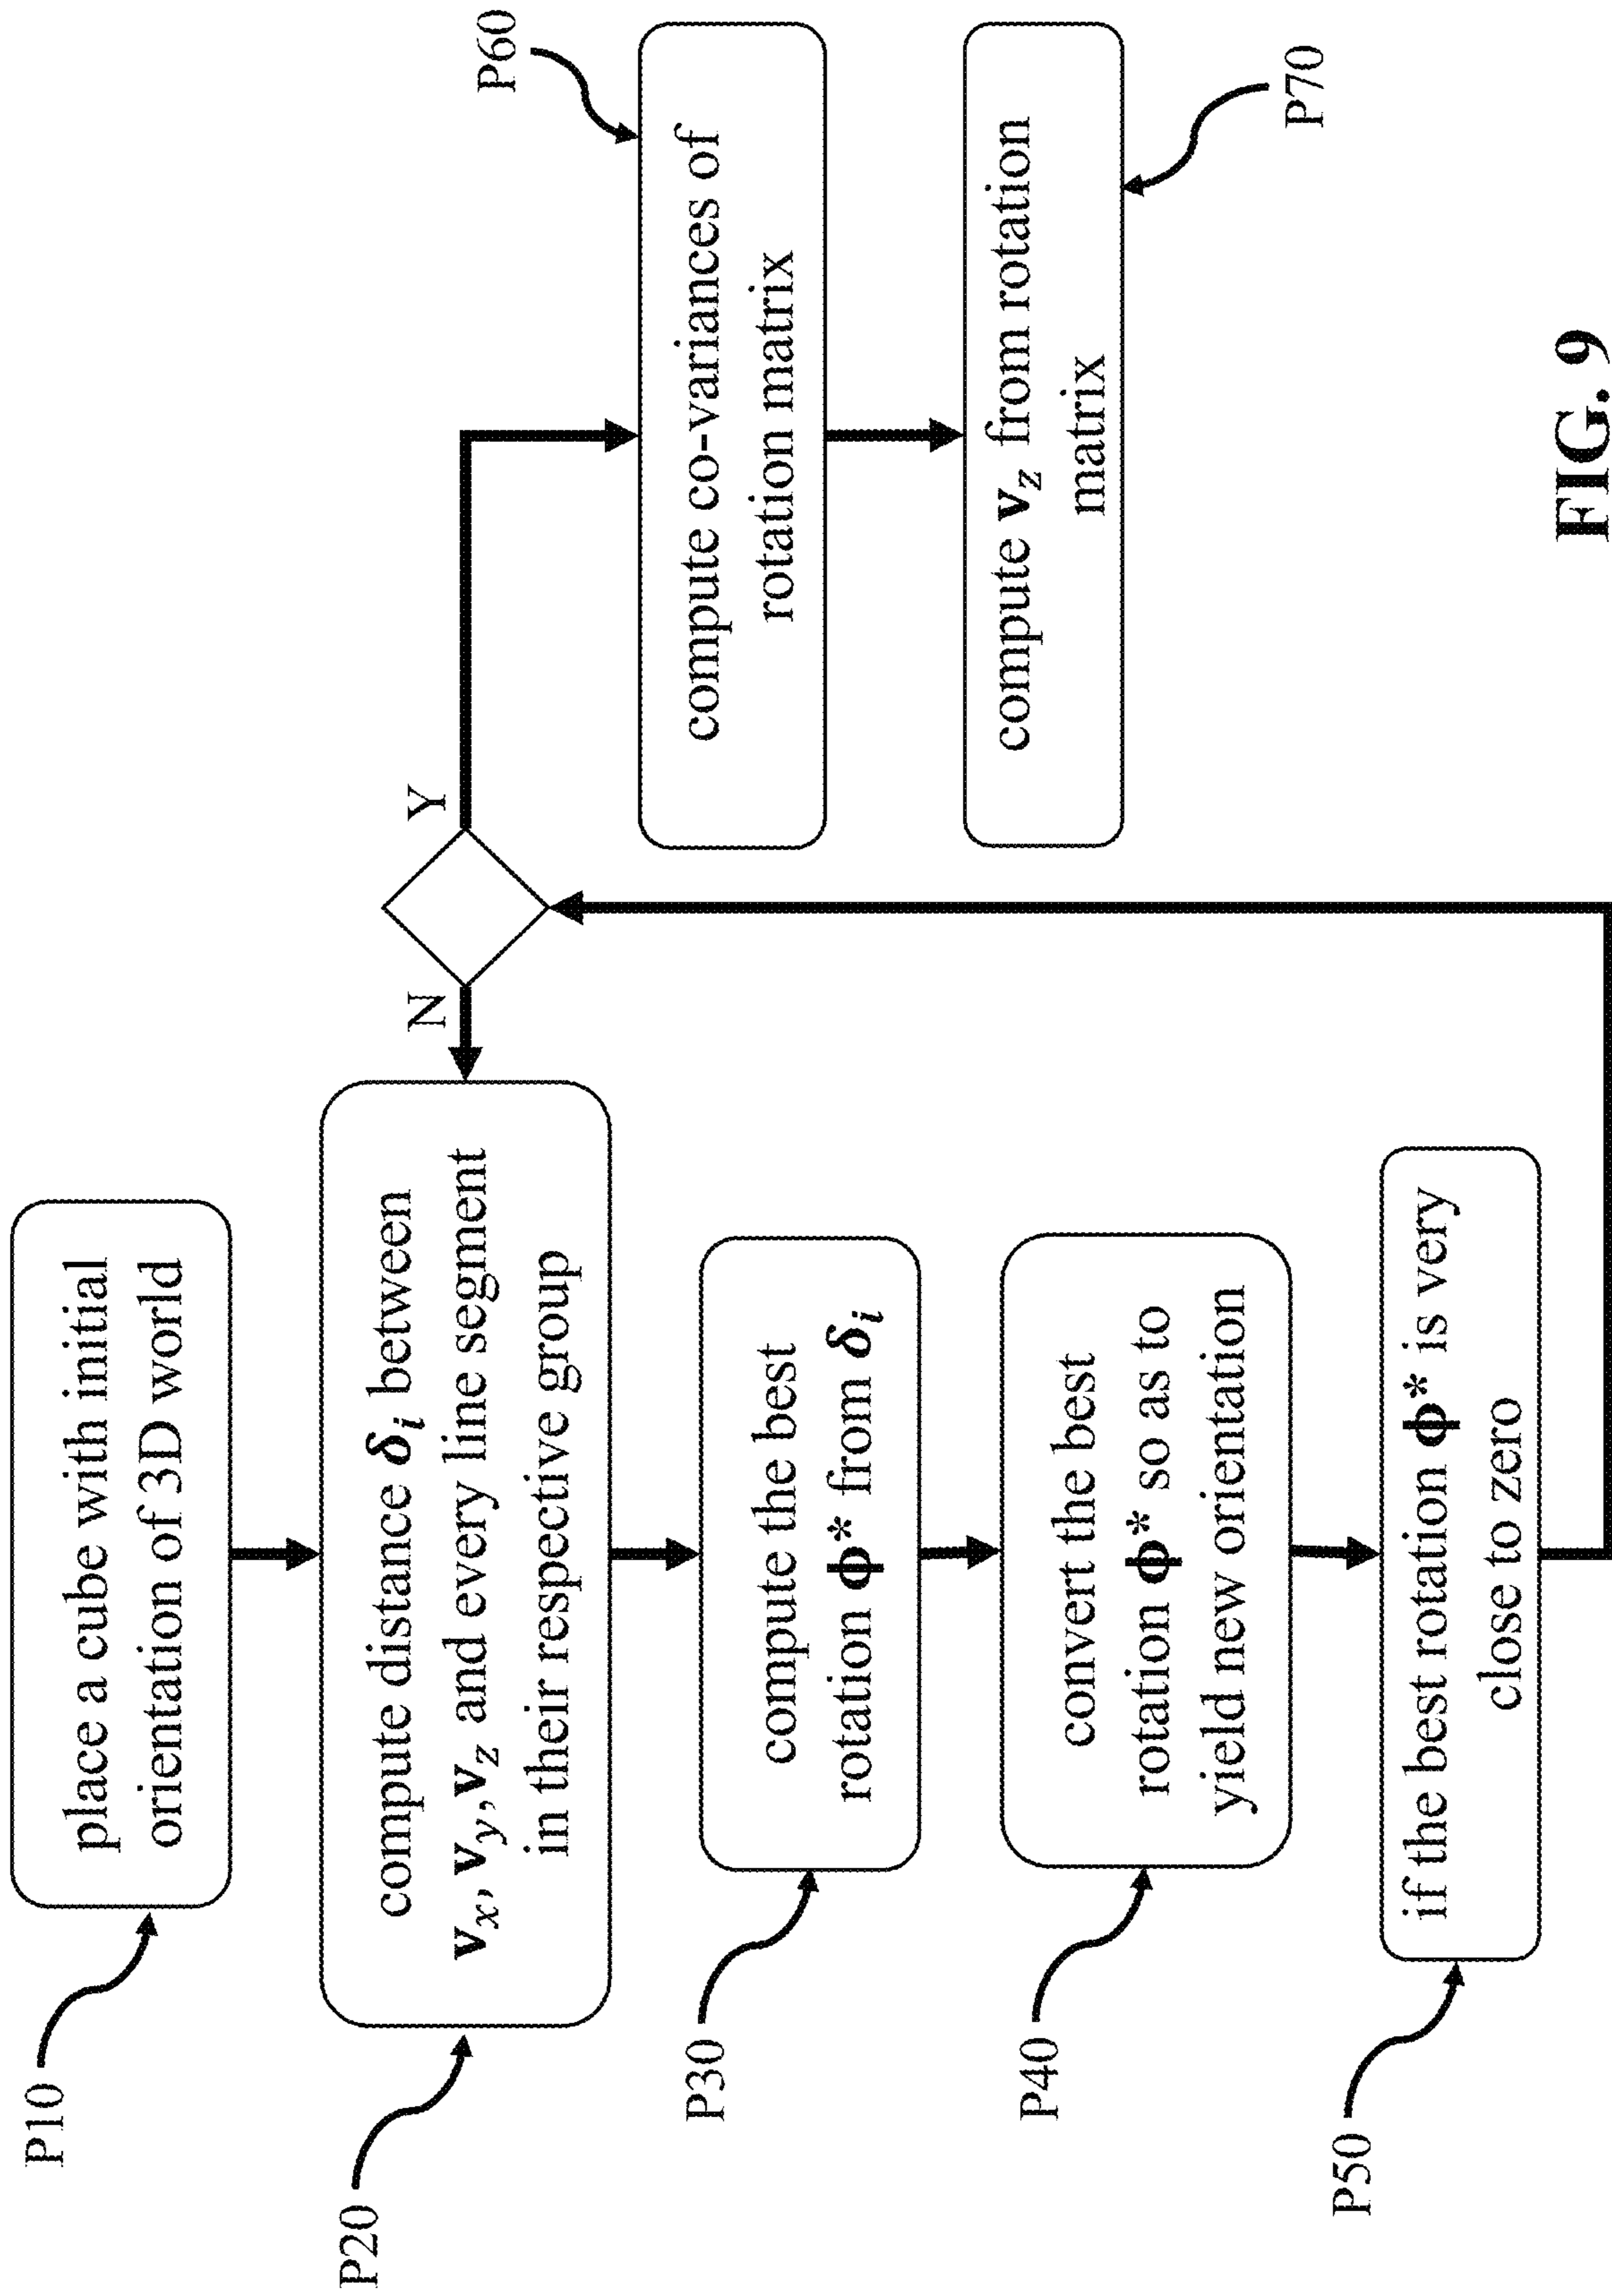 P10
place a cube with initial
orientation of 3D world
P20
compute distance δᵢ between
vₓ, vᵧ, v_z and every line segment
in their respective group
P30
compute the best
rotation ϕ* from δᵢ
P40
convert the best
rotation ϕ* so as to
yield new orientation
P50
if the best rotation ϕ* is very
close to zero
N
Y
P60
compute co-variances of
rotation matrix
compute v_z from rotation
matrix
P70
FIG. 9